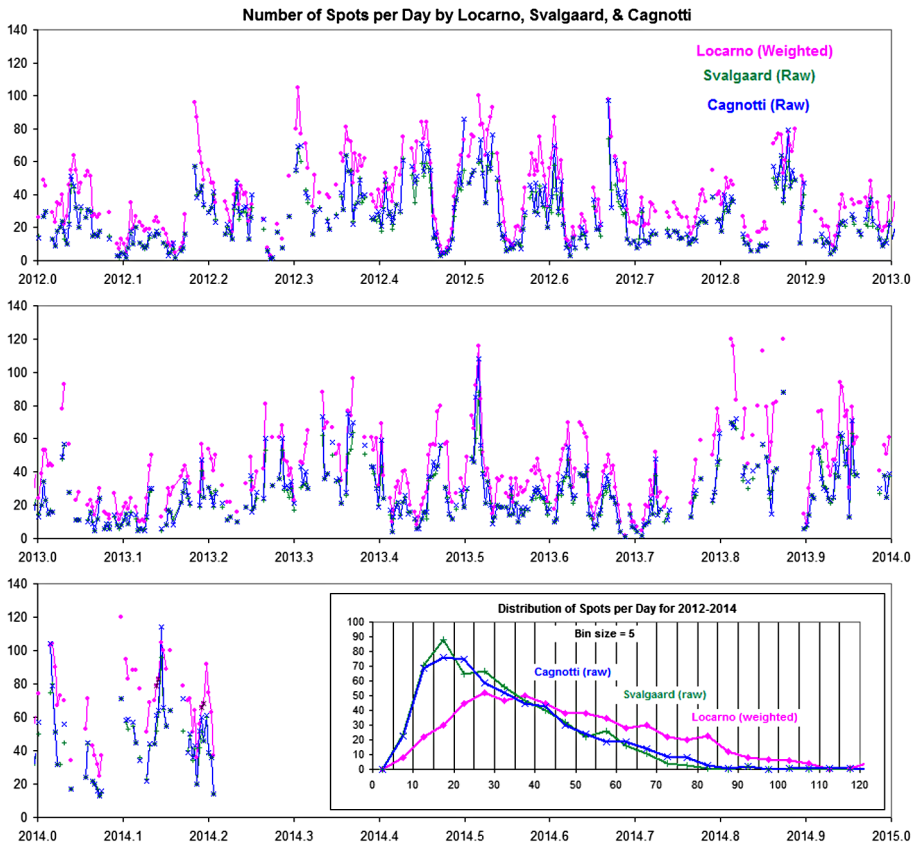 Number of Spots per Day by Locarno, Svalgaard, & Cagnotti
140
120
100
80
60
40
20
0
Locarno (Weighted)
Svalgaard (Raw)
Cagnotti (Raw)
2012.0 2012.1 2012.2 2012.3 2012.4 2012.5 2012.6 2012.7 2012.8 2012.9 2013.0
140
120
100
80
60
40
20
0
2013.0 2013.1 2013.2 2013.3 2013.4 2013.5 2013.6 2013.7 2013.8 2013.9 2014.0
140
120
100
80
60
40
20
0
Distribution of Spots per Day for 2012-2014
Bin size = 5
100
90
80
70
60
50
40
30
20
10
0
Cagnotti (raw)
Svalgaard (raw)
Locarno (weighted)
0 10 20 30 40 50 60 70 80 90 100 110 120
2014.0 2014.1 2014.2 2014.3 2014.4 2014.5 2014.6 2014.7 2014.8 2014.9 2015.0